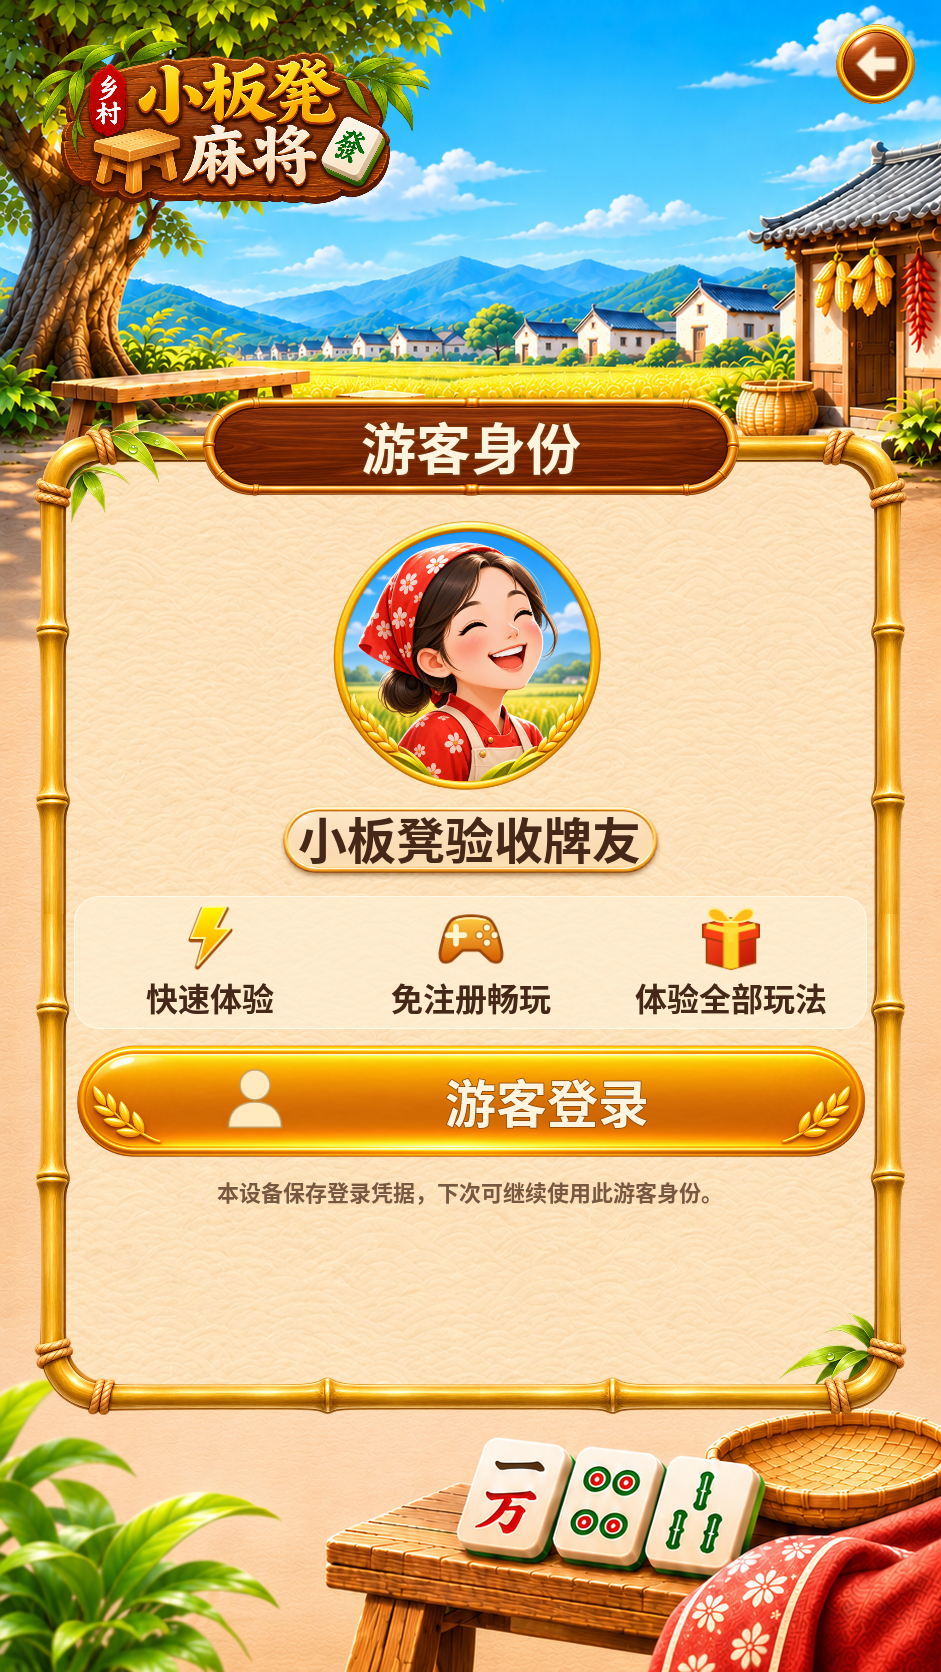 乡村
小板凳
麻将
發
游客身份
小板凳验收牌友
快速体验
免注册畅玩
体验全部玩法
游客登录
本设备保存登录凭据，下次可继续使用此游客身份。
一万